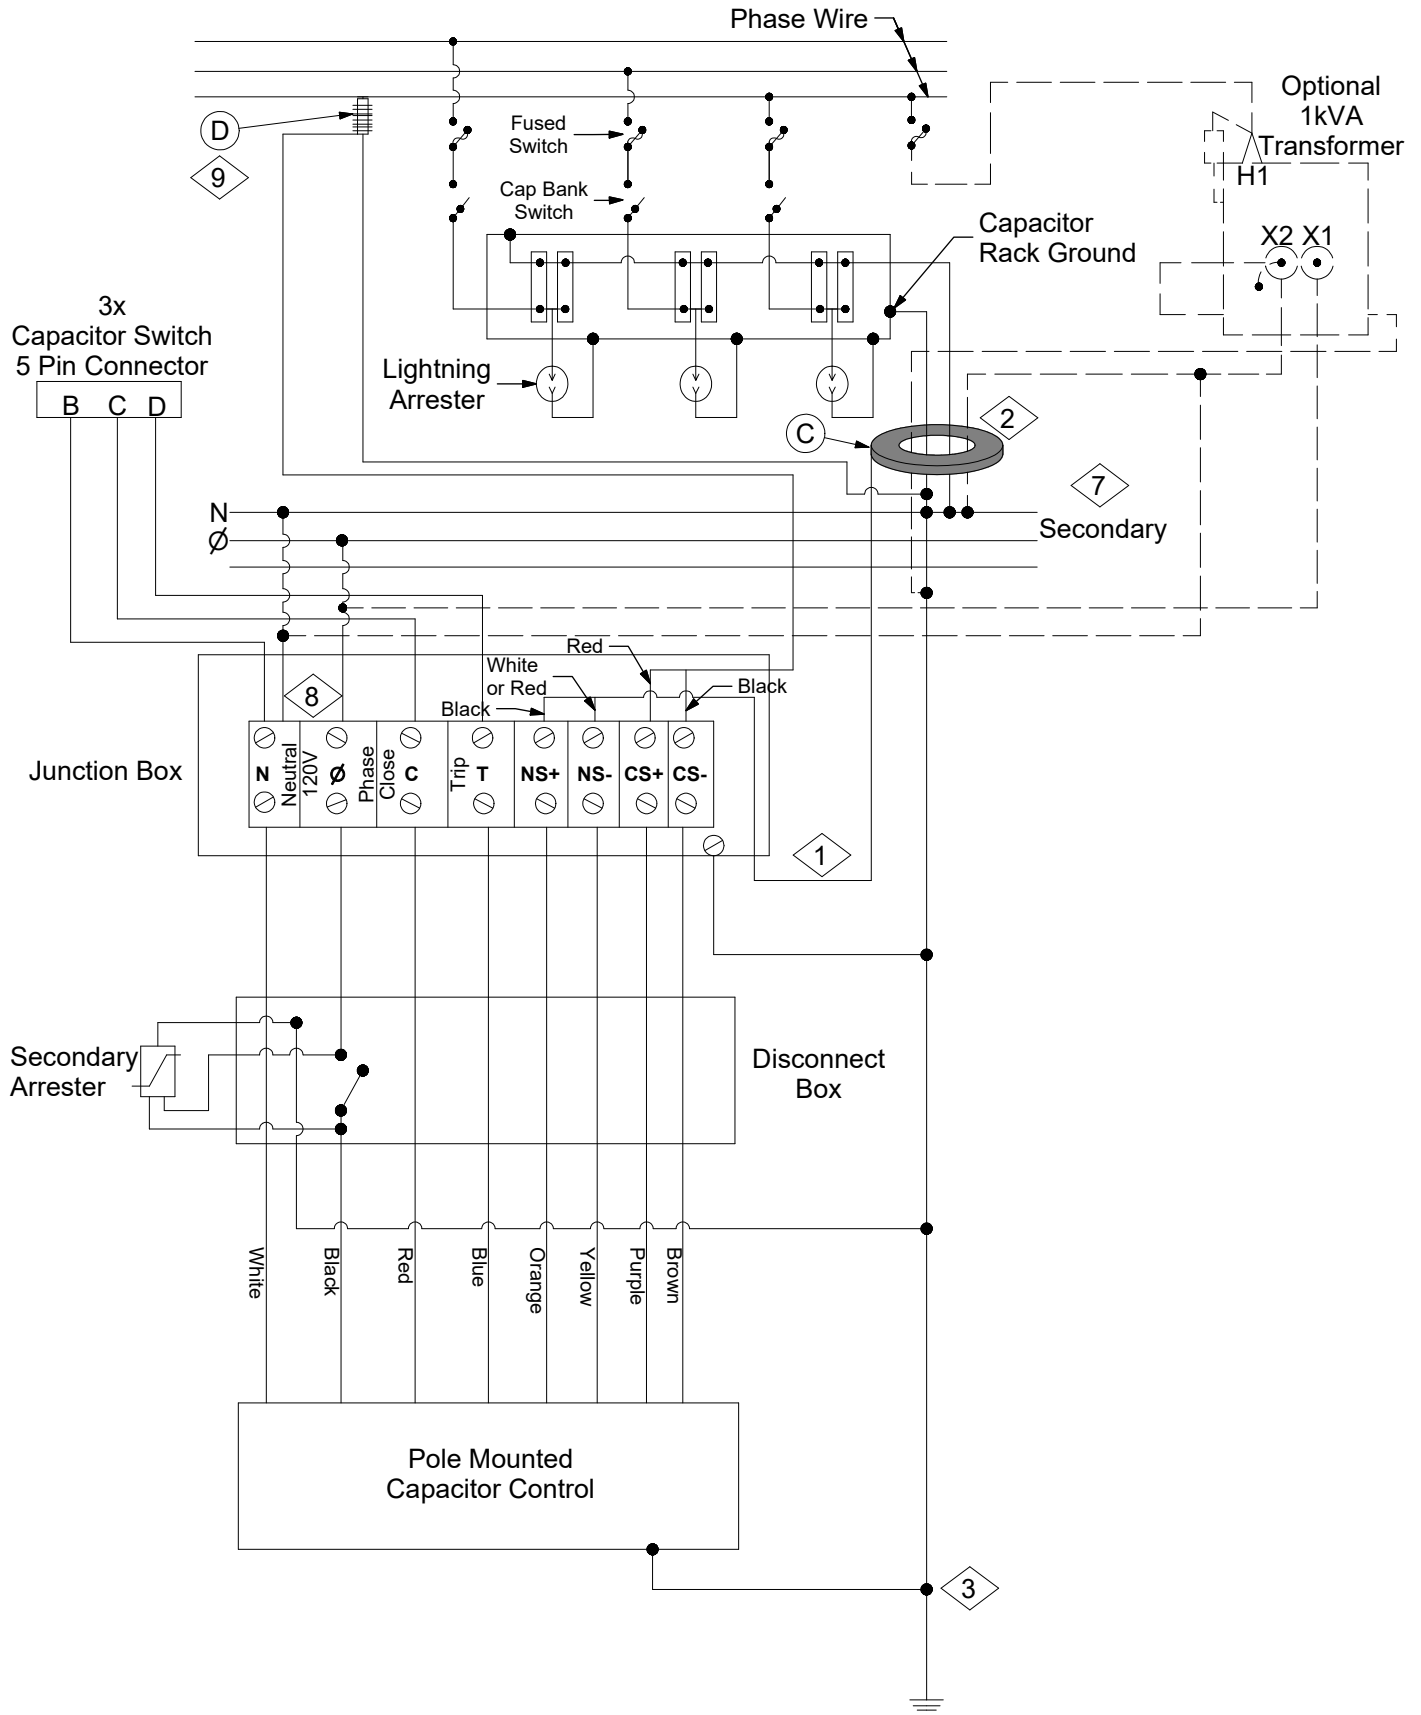 Phase Wire
Optional
1kVA
Transformer
H1
X2 X1
D
9
Fused
Switch
Cap Bank
Switch
Capacitor
Rack Ground
3x
Capacitor Switch
5 Pin Connector
B C D
Lightning
Arrester
C
2
7
N
Ø
Secondary
Red
White
or Red
Black
Black
8
Junction Box
N
Neutral
120V
Ø
Phase
Close
C
Trip
T
NS+
NS-
CS+
CS-
1
Secondary
Arrester
Disconnect
Box
White
Black
Red
Blue
Orange
Yellow
Purple
Brown
Pole Mounted
Capacitor Control
3